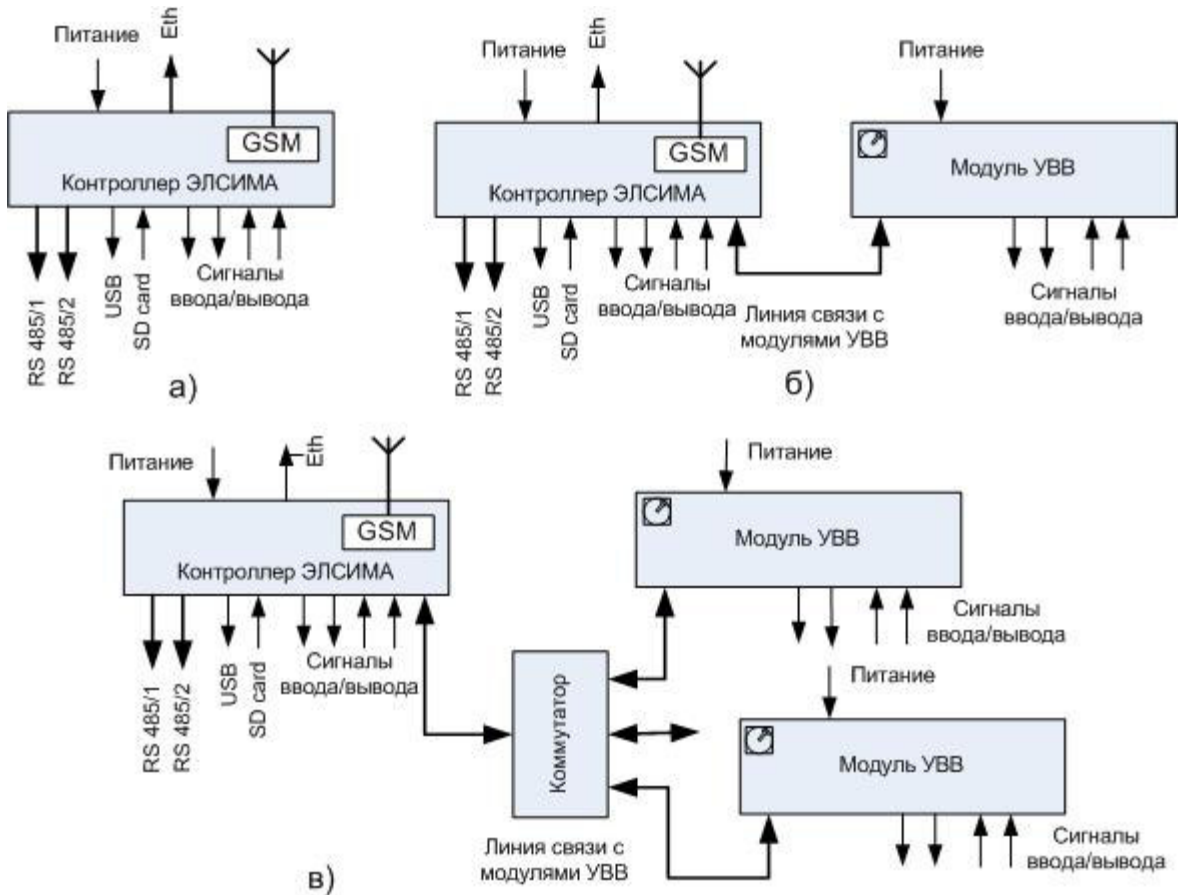 Питание
Eth
GSM
Контроллер ЭЛСИМА
RS 485/1
RS 485/2
USB
SD card
Сигналы
ввода/вывода
а)
Питание
Eth
GSM
Контроллер ЭЛСИМА
RS 485/1
RS 485/2
USB
SD card
Сигналы
ввода/вывода
Линия связи с
модулями УВВ
Питание
Модуль УВВ
Сигналы
ввода/вывода
б)
Питание
Eth
GSM
Контроллер ЭЛСИМА
RS 485/1
RS 485/2
USB
SD card
Сигналы
ввода/вывода
Коммутатор
Линия связи с
модулями УВВ
Питание
Модуль УВВ
Сигналы
ввода/вывода
Питание
Модуль УВВ
Сигналы
ввода/вывода
в)